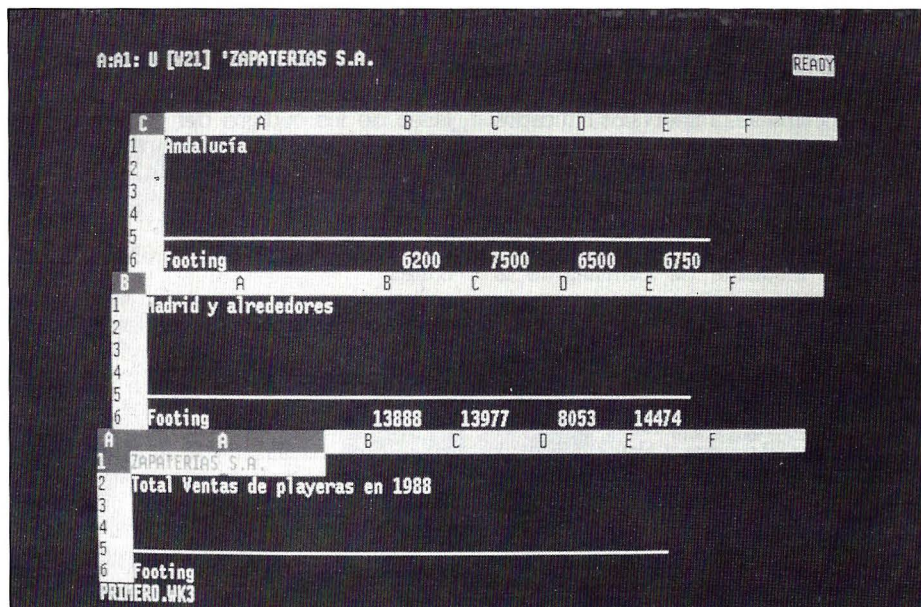 A:A1: U [W21] 'ZAPATERIAS S.A.
READY
C A B C D E F
1 Andalucía
2
3
4
5
6 Footing 6200 7500 6500 6750
B A B C D E F
1 Madrid y alrededores
2
3
4
5
6 Footing 13888 13977 8053 14474
A A B C D E F
1 ZAPATERIAS S.A.
2 Total Ventas de playeras en 1988
3
4
5
6 Footing
PRIMERO.WK3